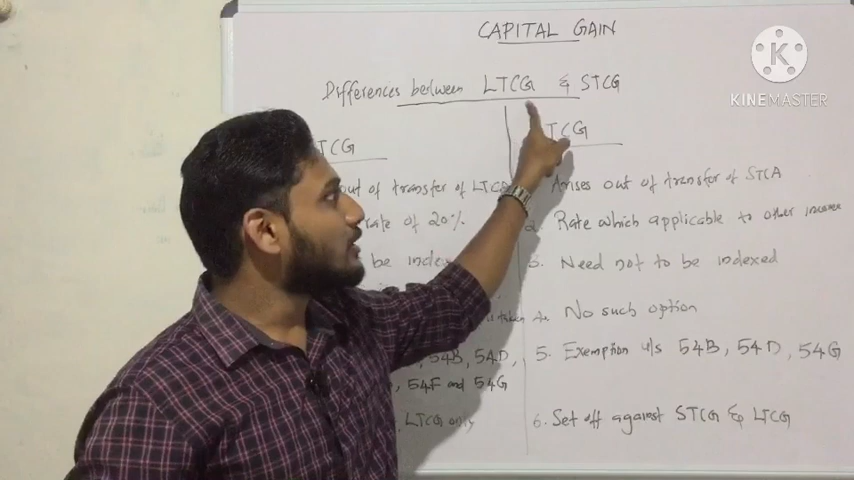 CAPITAL GAIN
KINEMASTER
Differences between LTCG & STCG
TCG
TCG
out of transfer of LTCA
rate of 20%
be index
taken as
54B, 54D,
54F and 54G
LTCG only
Arises out of transfer of STCA
2. Rate which applicable to other income
3. Need not to be indexed
No such option
5. Exemption u/s 54B, 54D, 54G
6. Set off against STCG & LTCG